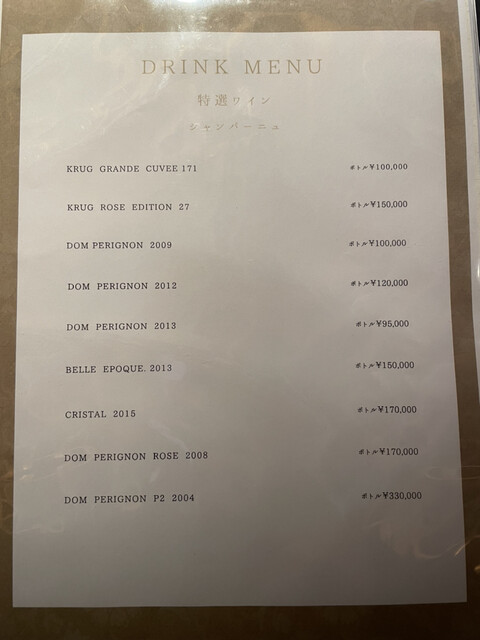 DRINK MENU
特選ワイン
シャンパーニュ
KRUG GRANDE CUVEE 171 ボトル¥100,000
KRUG ROSE EDITION 27 ボトル¥150,000
DOM PERIGNON 2009 ボトル¥100,000
DOM PERIGNON 2012 ボトル¥120,000
DOM PERIGNON 2013 ボトル¥95,000
BELLE EPOQUE. 2013 ボトル¥150,000
CRISTAL 2015 ボトル¥170,000
DOM PERIGNON ROSE 2008 ボトル¥170,000
DOM PERIGNON P2 2004 ボトル¥330,000